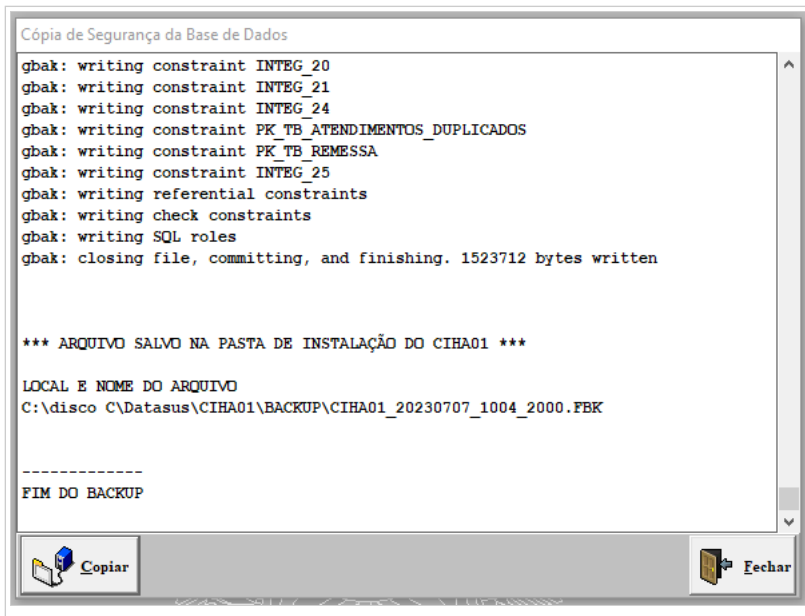 Cópia de Segurança da Base de Dados
gbak: writing constraint INTEG_20
gbak: writing constraint INTEG_21
gbak: writing constraint INTEG_24
gbak: writing constraint PK_TB_ATENDIMENTOS_DUPLICADOS
gbak: writing constraint PK_TB_REMESSA
gbak: writing constraint INTEG_25
gbak: writing referential constraints
gbak: writing check constraints
gbak: writing SQL roles
gbak: closing file, committing, and finishing. 1523712 bytes written
*** ARQUIVO SALVO NA PASTA DE INSTALAÇÃO DO CIHA01 ***
LOCAL E NOME DO ARQUIVO
C:\disco C\Datasus\CIHA01\BACKUP\CIHA01_20230707_1004_2000.FBK
-------------
FIM DO BACKUP
Copiar
Fechar